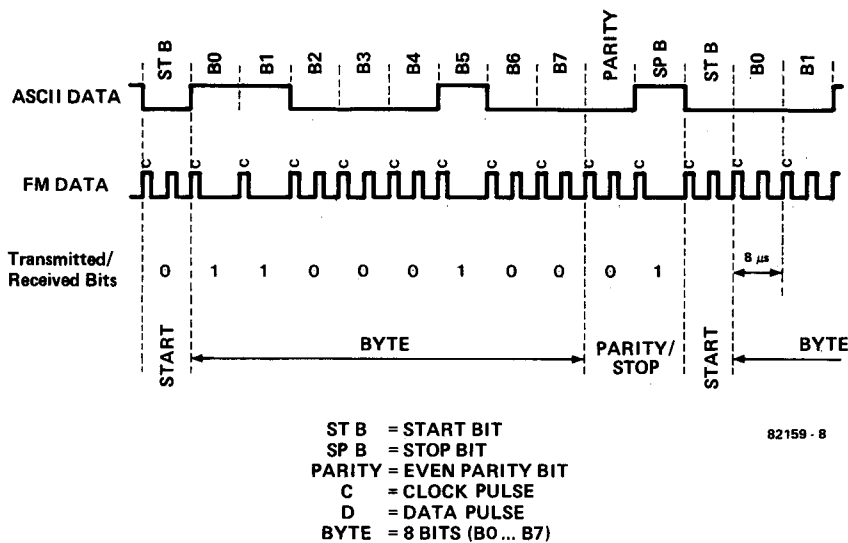 ST B B0 B1 B2 B3 B4 B5 B6 B7 PARITY SP B ST B B0 B1
ASCII DATA
C C C C C C C C C C C C C C
FM DATA
Transmitted/
Received Bits
0 1 1 0 0 0 1 0 0 0 1 8 µs
START BYTE PARITY/
STOP START BYTE
ST B = START BIT
SP B = STOP BIT
PARITY = EVEN PARITY BIT
C = CLOCK PULSE
D = DATA PULSE
BYTE = 8 BITS (B0 ... B7)
82159 - 8